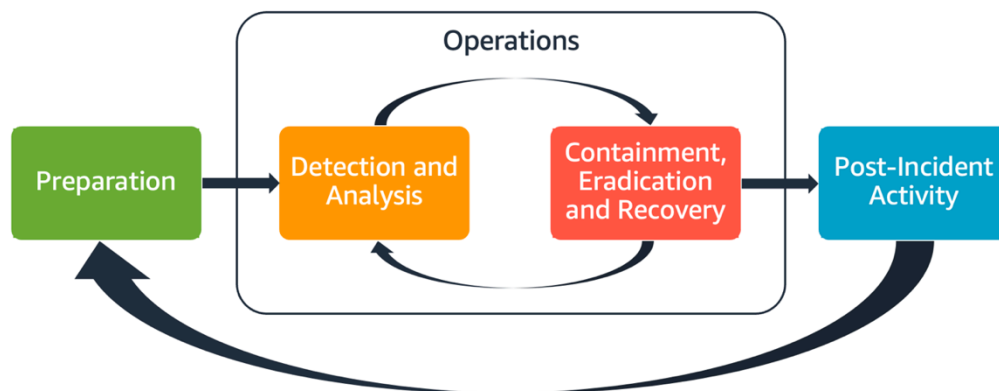 Operations
Preparation
Detection and
Analysis
Containment,
Eradication
and Recovery
Post-Incident
Activity